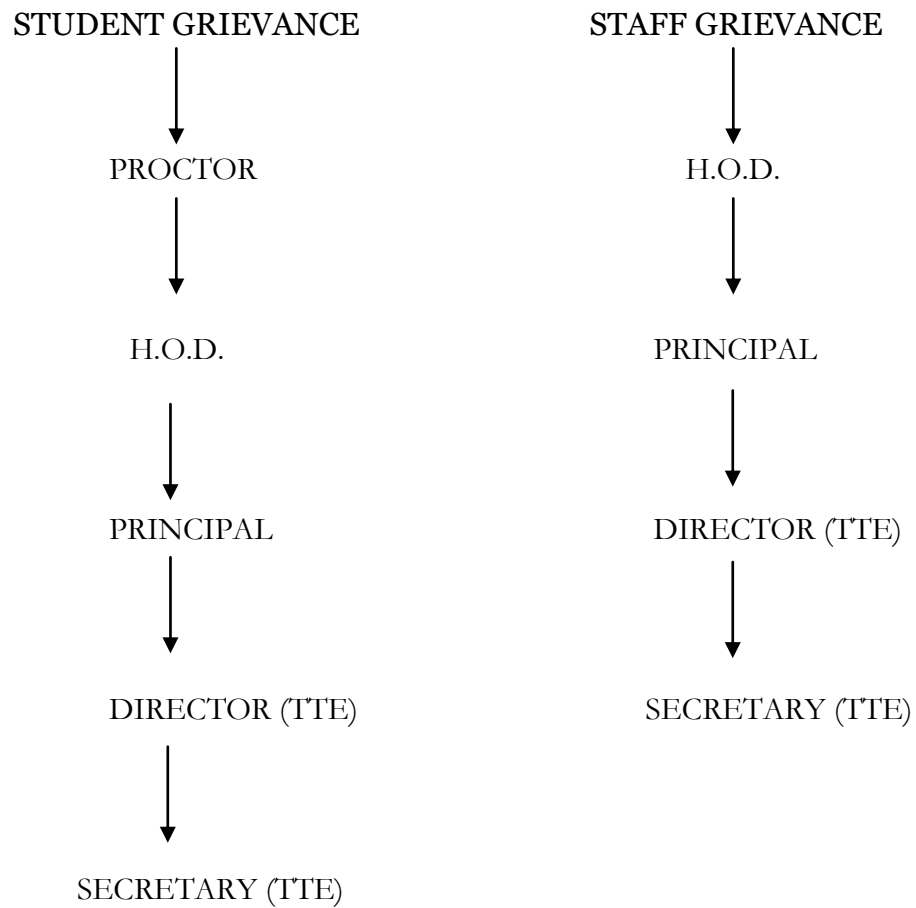 STUDENT GRIEVANCE
PROCTOR
H.O.D.
PRINCIPAL
DIRECTOR (TTE)
SECRETARY (TTE)
STAFF GRIEVANCE
H.O.D.
PRINCIPAL
DIRECTOR (TTE)
SECRETARY (TTE)